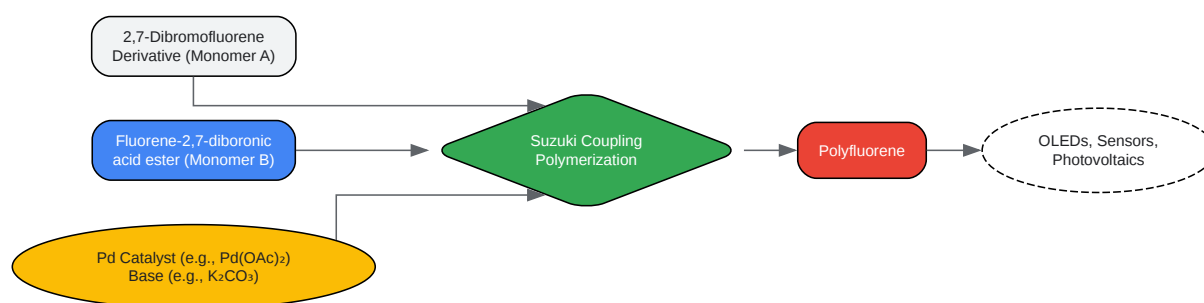 2,7-Dibromofluorene
Derivative (Monomer A)
Fluorene-2,7-diboronic
acid ester (Monomer B)
Pd Catalyst (e.g., Pd(OAc)₂)
Base (e.g., K₂CO₃)
Suzuki Coupling
Polymerization
Polyfluorene
OLEDs, Sensors,
Photovoltaics